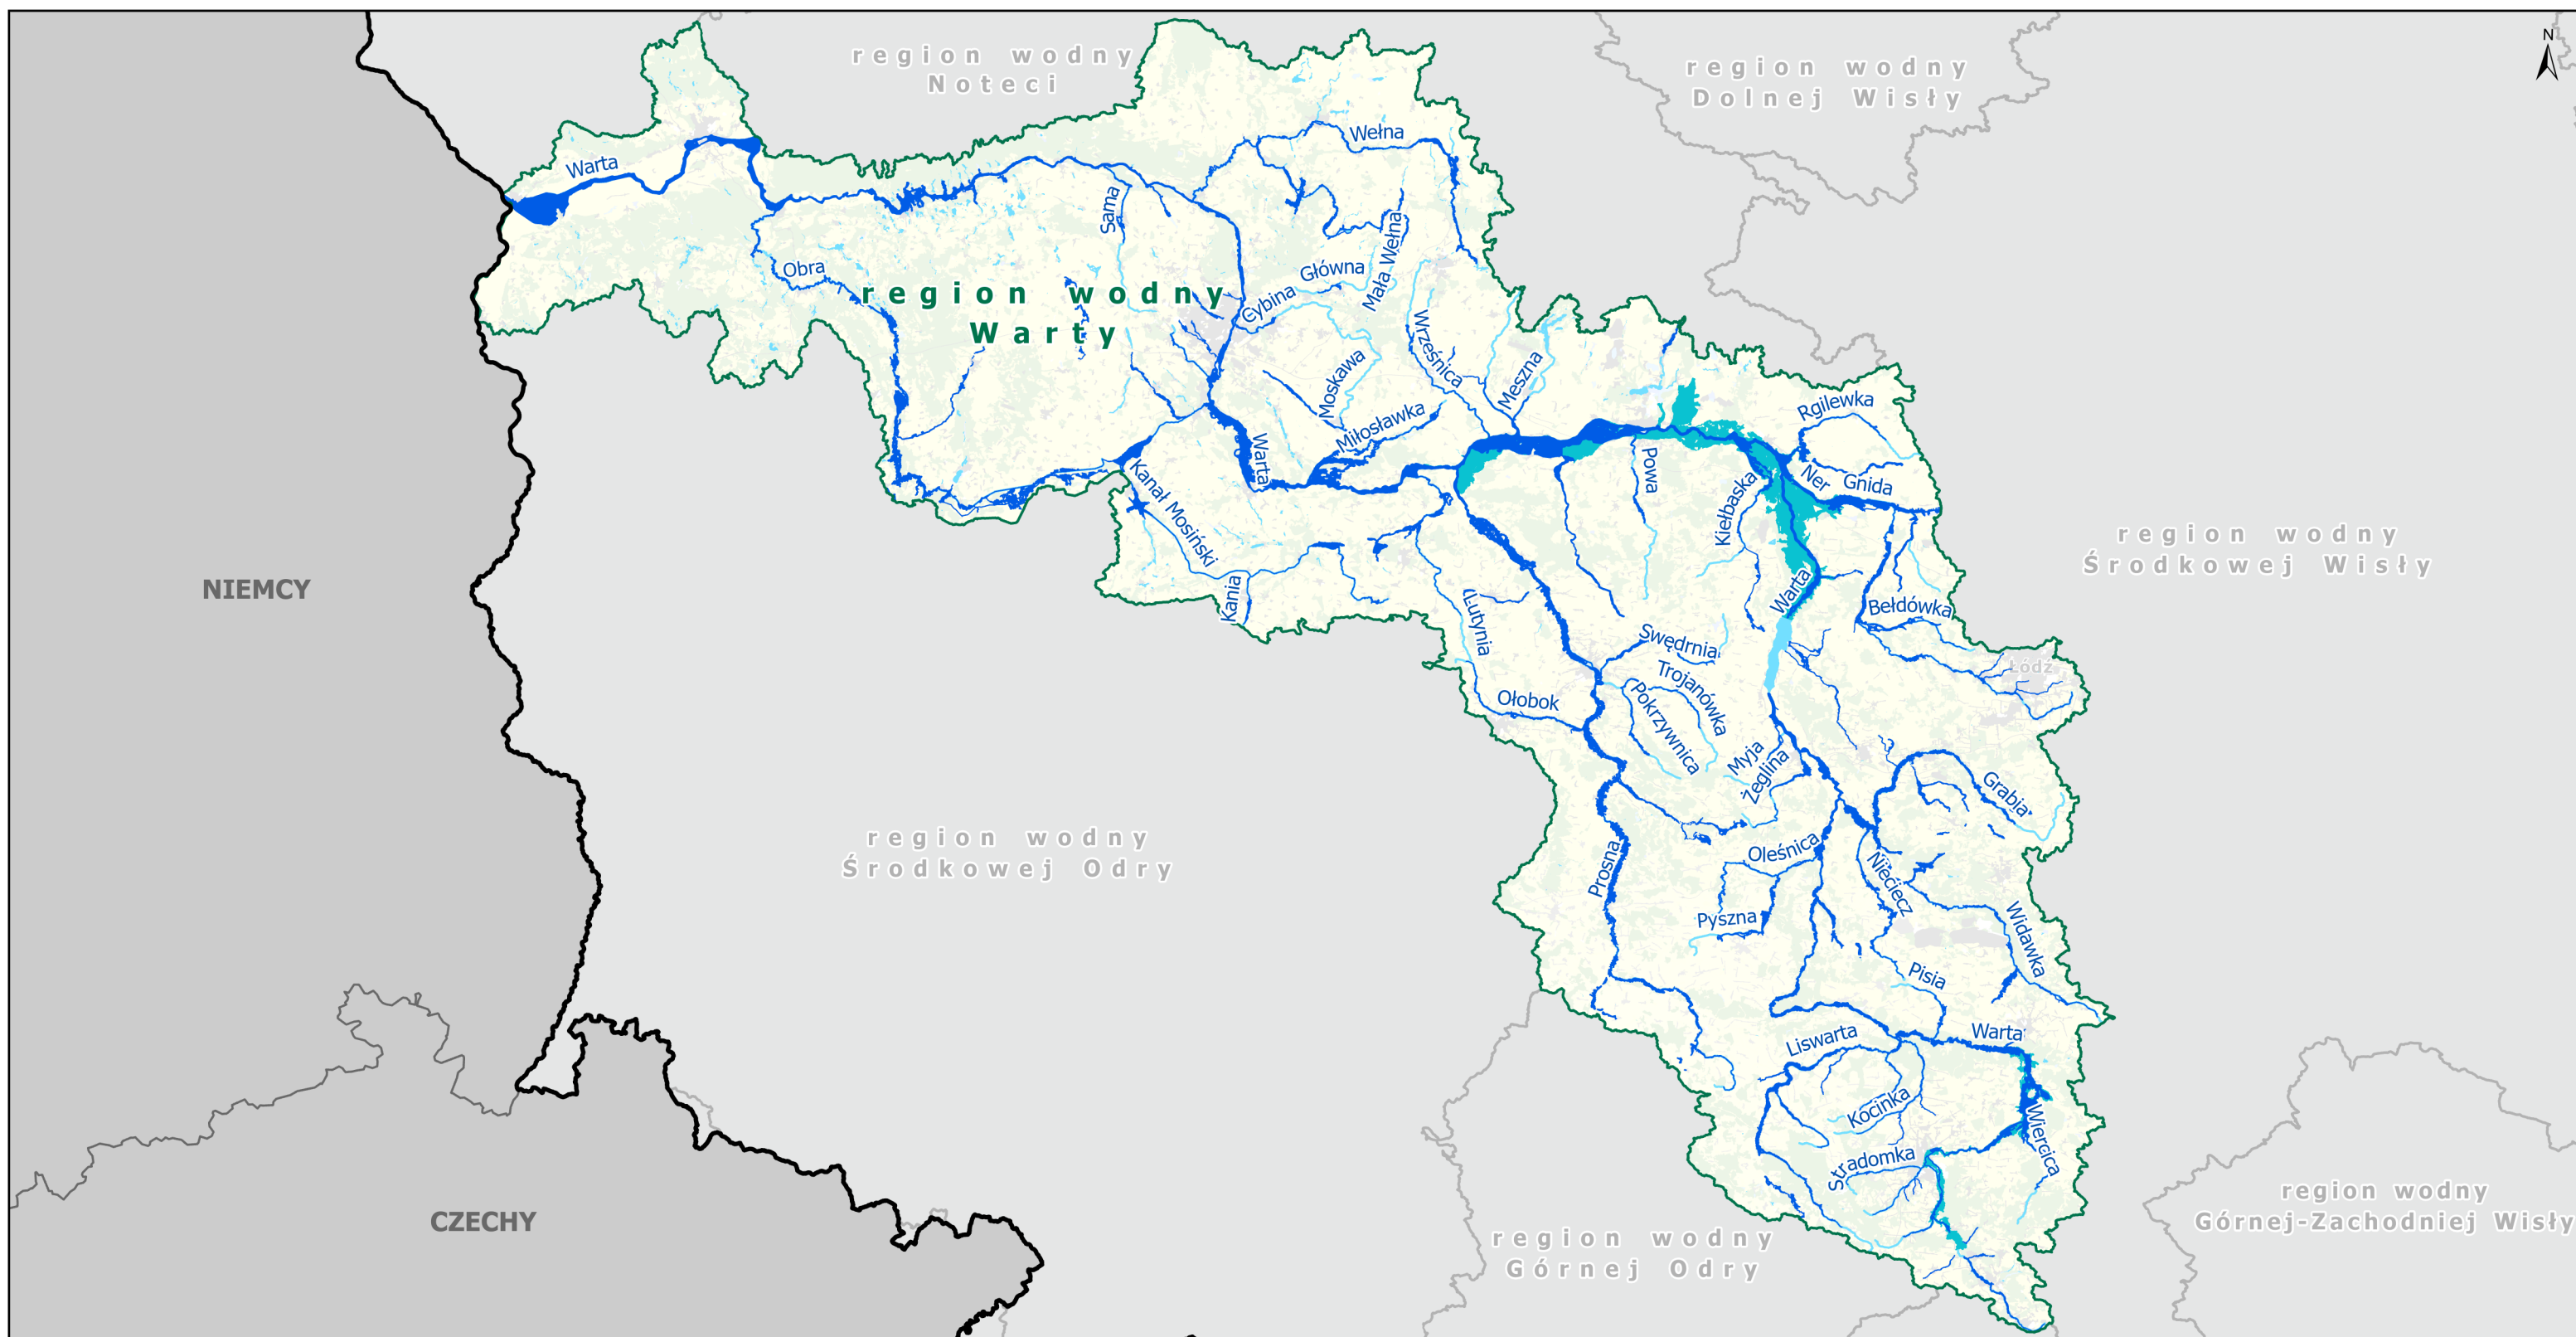 N
region wodny
Noteci
region wodny
Dolnej Wisły
Wełna
Warta
Sama
Mała Wełna
Obra
Główna
Cybina
region wodny
Warty
Wrześnica
Meszna
Moskawa
Miłosławka
Rgilewka
Warta
Kanał Mosiński
Powa
Kiełbaska
Ner
Gnida
region wodny
Środkowej Wisły
NIEMCY
Kania
Lutynia
Warta
Bełdówka
Swędrnia
Łódź
Trojanówka
Pokrzywnica
Ołobok
Myja
Żeglina
Grabia
region wodny
Środkowej Odry
Prosna
Oleśnica
Nieciecz
Pyszna
Widawka
Pisia
Liswarta
Warta
Kocinka
Wiercica
Stradomka
region wodny
Górnej-Zachodniej Wisły
CZECHY
region wodny
Górnej Odry